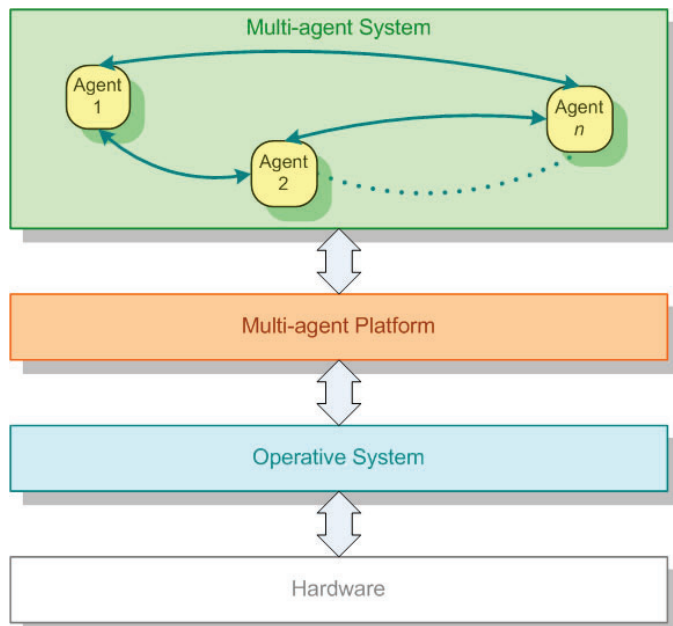 Multi-agent System
Agent
1
Agent
2
Agent
n
Multi-agent Platform
Operative System
Hardware